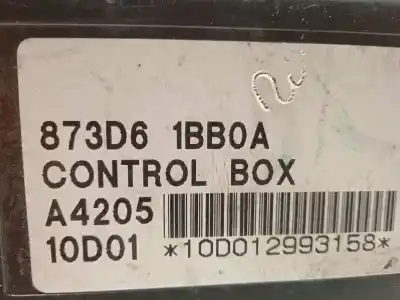 873D6 1BB0A
CONTROL BOX
A4205
10D01 *10D012993158*